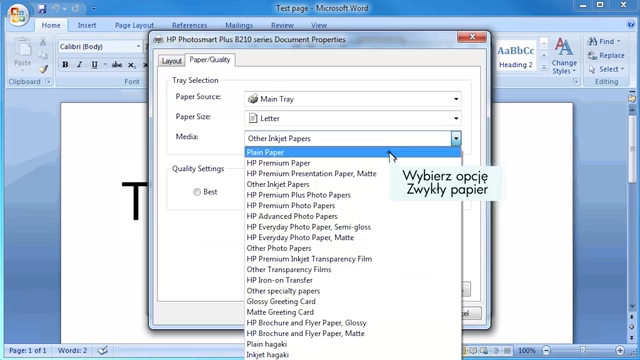 Test page - Microsoft Word
Home
Insert
View
Calibri (Body)
Paste
B I U abc
Clipboard
HP Photosmart Plus B210 series Document Properties
Layout
Paper/Quality
Tray Selection
Paper Source:
Main Tray
Paper Size:
Letter
Media:
Other Inkjet Papers
Plain Paper
HP Premium Paper
HP Premium Presentation Paper, Matte
Other Inkjet Papers
HP Premium Plus Photo Papers
HP Premium Photo Papers
HP Advanced Photo Papers
HP Everyday Photo Paper, Semi-gloss
HP Everyday Photo Paper, Matte
Other Photo Papers
HP Premium Inkjet Transparency Film
Other Transparency Films
HP Iron-on Transfer
Other specialty papers
Glossy Greeting Card
Matte Greeting Card
HP Brochure and Flyer Paper, Glossy
HP Brochure and Flyer Paper, Matte
Plain hagaki
Inkjet hagaki
Quality Settings
Best
Wybierz opcję
Zwykły papier
AaBbCc
Heading 2
Change
Styles
Find
Replace
Select
Editing
T
Page: 1 of 1
Words: 2
100%